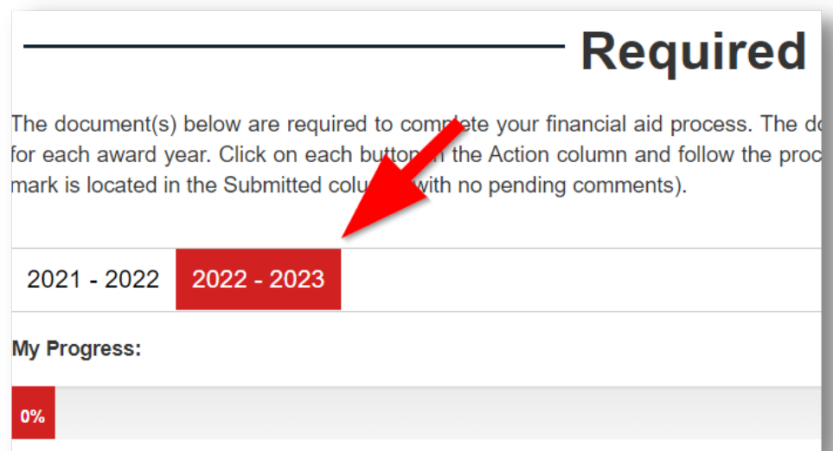 Required
The document(s) below are required to complete your financial aid process. The
for each award year. Click on each button the Action column and follow the
mark is located in the Submitted with no pending comments).
2021 - 2022 2022 - 2023
My Progress:
0%